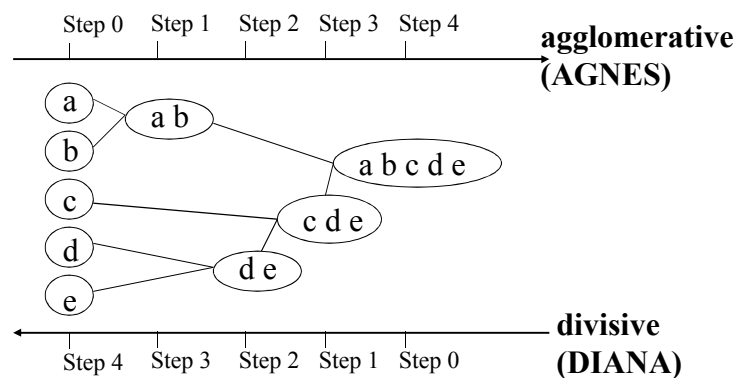 Step 0 Step 1 Step 2 Step 3 Step 4
agglomerative
(AGNES)
a
a b
b
a b c d e
c
c d e
d
d e
e
divisive
(DIANA)
Step 4 Step 3 Step 2 Step 1 Step 0